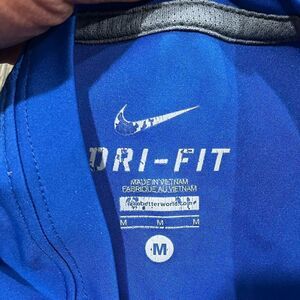 DRI-FIT
MADE IN VIETNAM
FABRIQUÉ AU VIETNAM
nikebetterworld.com
M M M
M